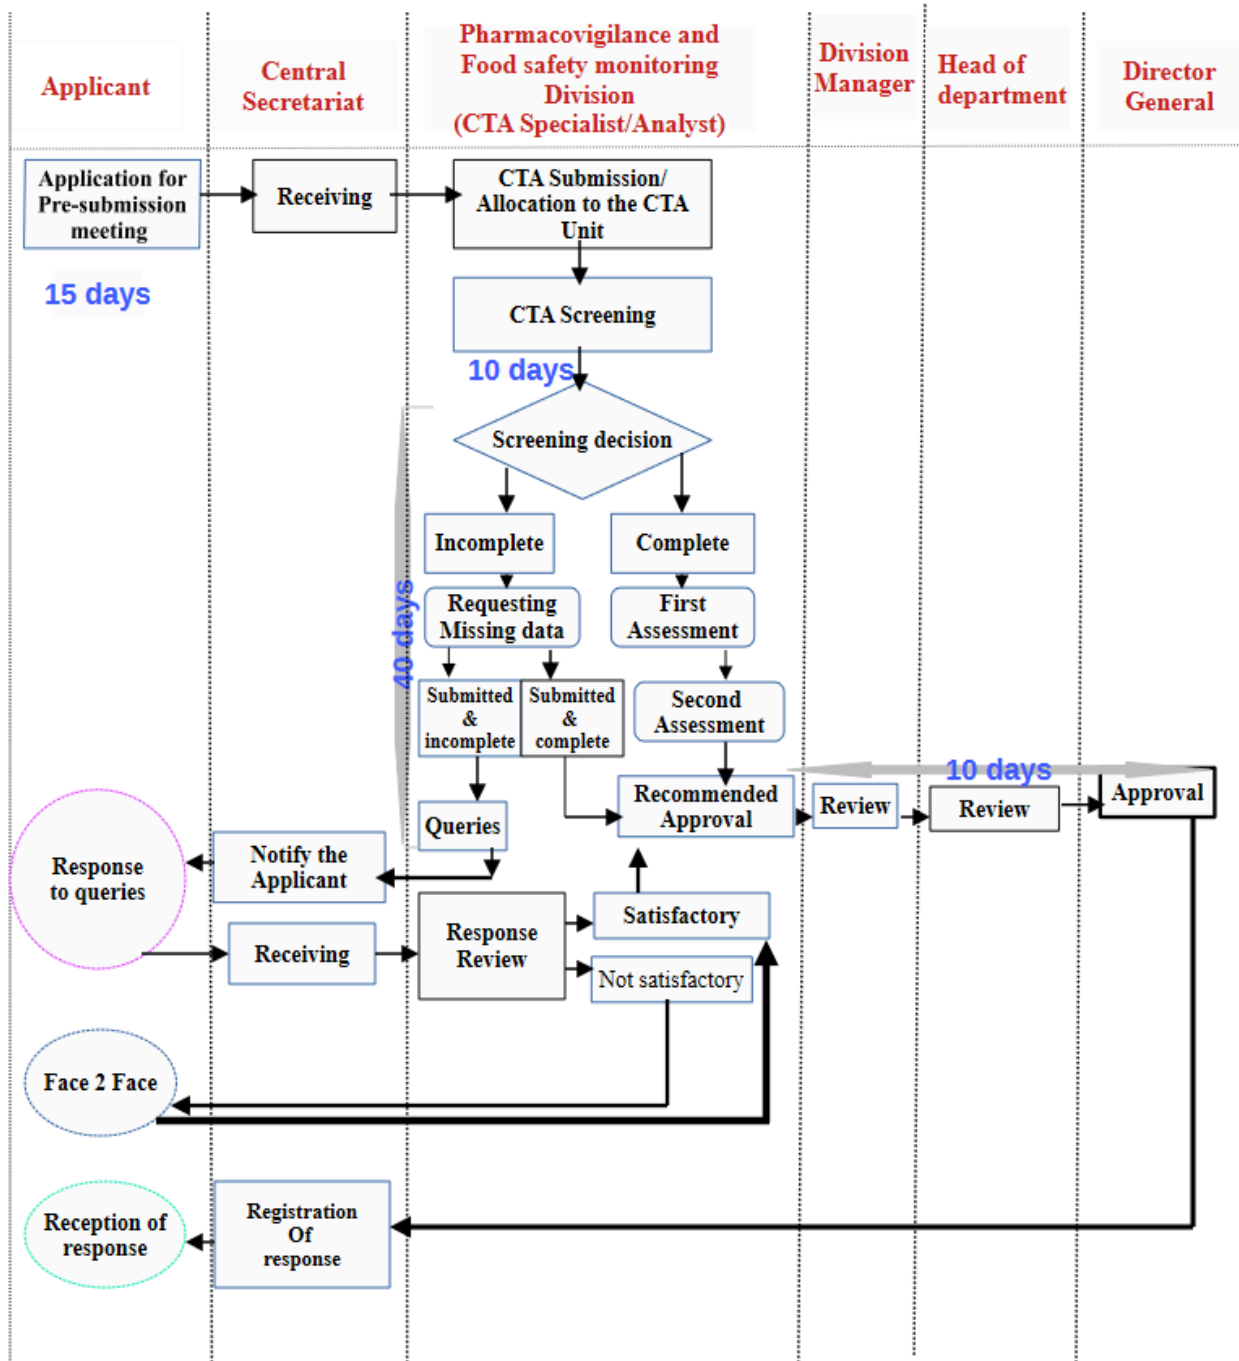 Applicant
Central
Secretariat
Pharmacovigilance and
Food safety monitoring
Division
(CTA Specialist/Analyst)
Division
Manager
Head of
department
Director
General
Application for
Pre-submission
meeting
Receiving
CTA Submission/
Allocation to the CTA
Unit
15 days
CTA Screening
10 days
Screening decision
Incomplete
Complete
40 days
Requesting
Missing data
First
Assessment
Submitted
&
incomplete
Submitted
&
complete
Second
Assessment
10 days
Recommended
Approval
Review
Review
Approval
Queries
Response
to queries
Notify the
Applicant
Receiving
Response
Review
Satisfactory
Not satisfactory
Face 2 Face
Reception of
response
Registration
Of
response